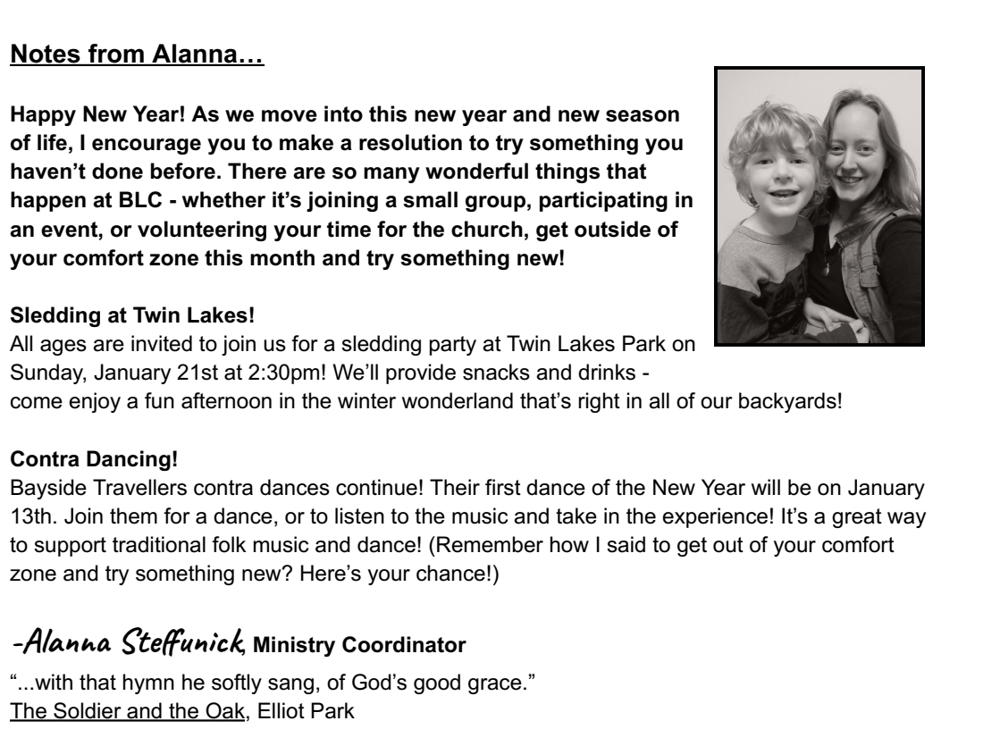 Notes from Alanna…
Happy New Year! As we move into this new year and new season
of life, I encourage you to make a resolution to try something you
haven’t done before. There are so many wonderful things that
happen at BLC - whether it’s joining a small group, participating in
an event, or volunteering your time for the church, get outside of
your comfort zone this month and try something new!
Sledding at Twin Lakes!
All ages are invited to join us for a sledding party at Twin Lakes Park on
Sunday, January 21st at 2:30pm! We’ll provide snacks and drinks -
come enjoy a fun afternoon in the winter wonderland that’s right in all of our backyards!
Contra Dancing!
Bayside Travellers contra dances continue! Their first dance of the New Year will be on January
13th. Join them for a dance, or to listen to the music and take in the experience! It’s a great way
to support traditional folk music and dance! (Remember how I said to get out of your comfort
zone and try something new? Here’s your chance!)
-Alanna Steffunick, Ministry Coordinator
“...with that hymn he softly sang, of God’s good grace.”
The Soldier and the Oak, Elliot Park